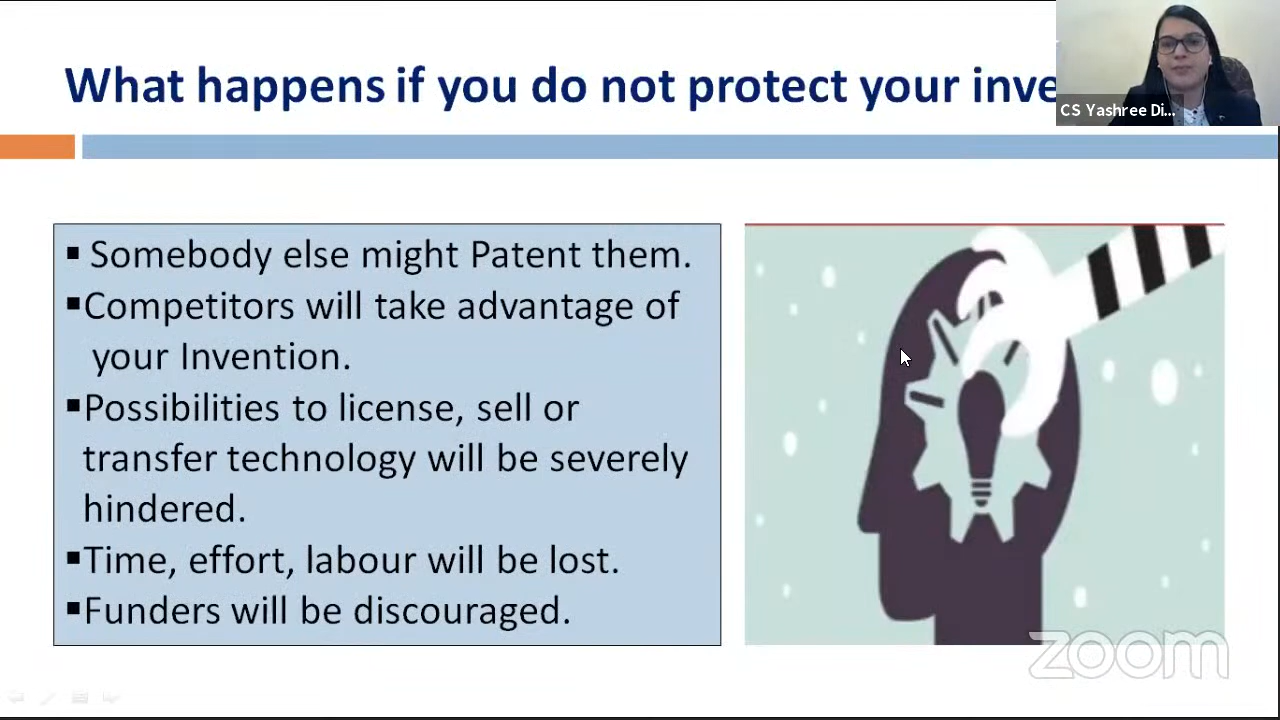 What happens if you do not protect your inve
CS Yashree Di...
▪ Somebody else might Patent them.
▪Competitors will take advantage of
your Invention.
▪Possibilities to license, sell or
transfer technology will be severely
hindered.
▪Time, effort, labour will be lost.
▪Funders will be discouraged.
zoom